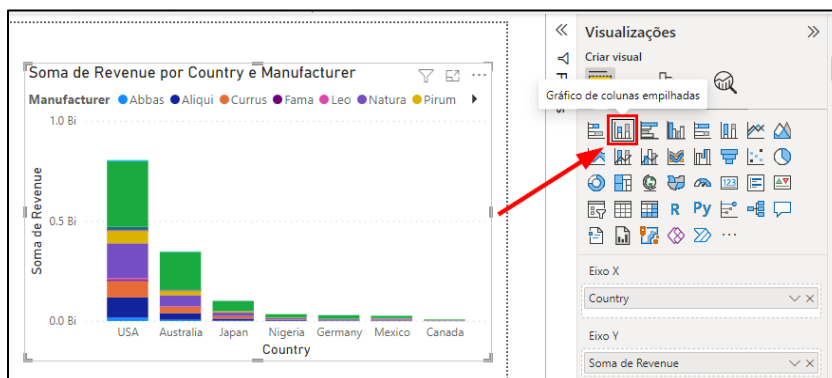 Soma de Revenue por Country e Manufacturer
Manufacturer Abbas Aliqui Currus Fama Leo Natura Pirum
1.0 Bi
0.5 Bi
0.0 Bi
Soma de Revenue
USA Australia Japan Nigeria Germany Mexico Canada
Country
Visualizações
Criar visual
Gráfico de colunas empilhadas
123
R Py
Eixo X
Country
Eixo Y
Soma de Revenue